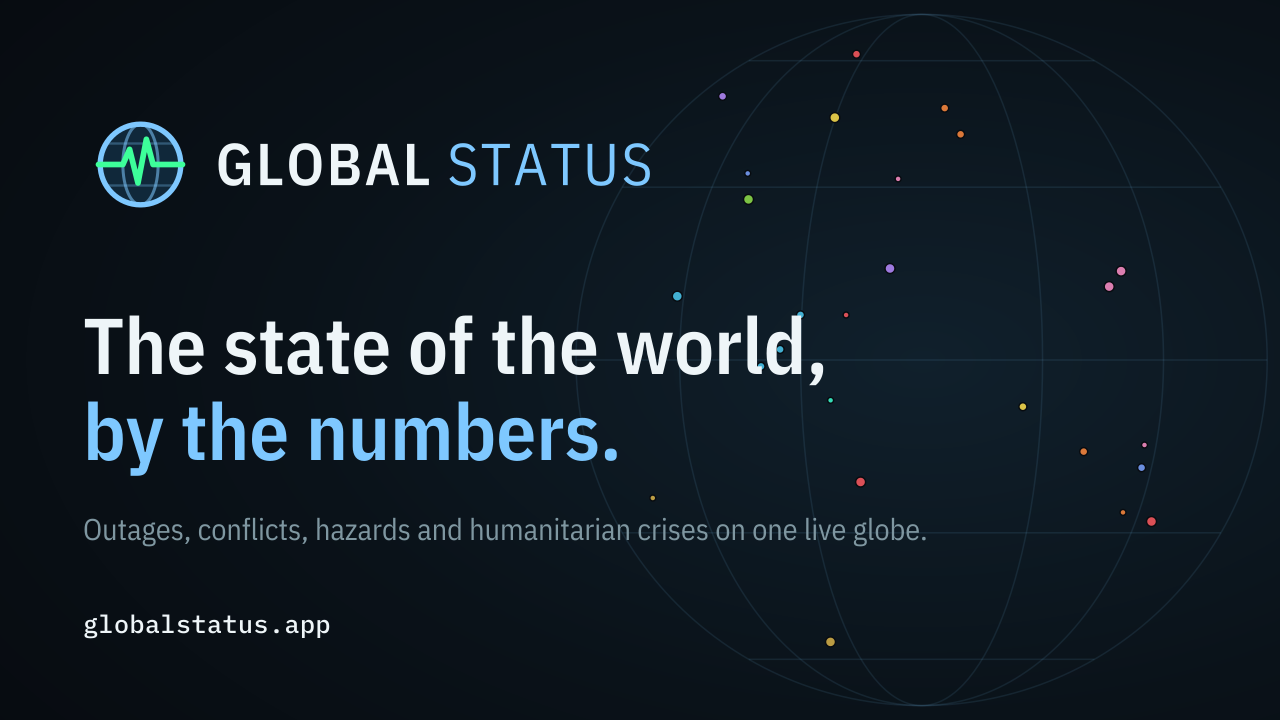 GLOBAL STATUS
The state of the world,
by the numbers.
Outages, conflicts, hazards and humanitarian crises on one live globe.
globalstatus.app